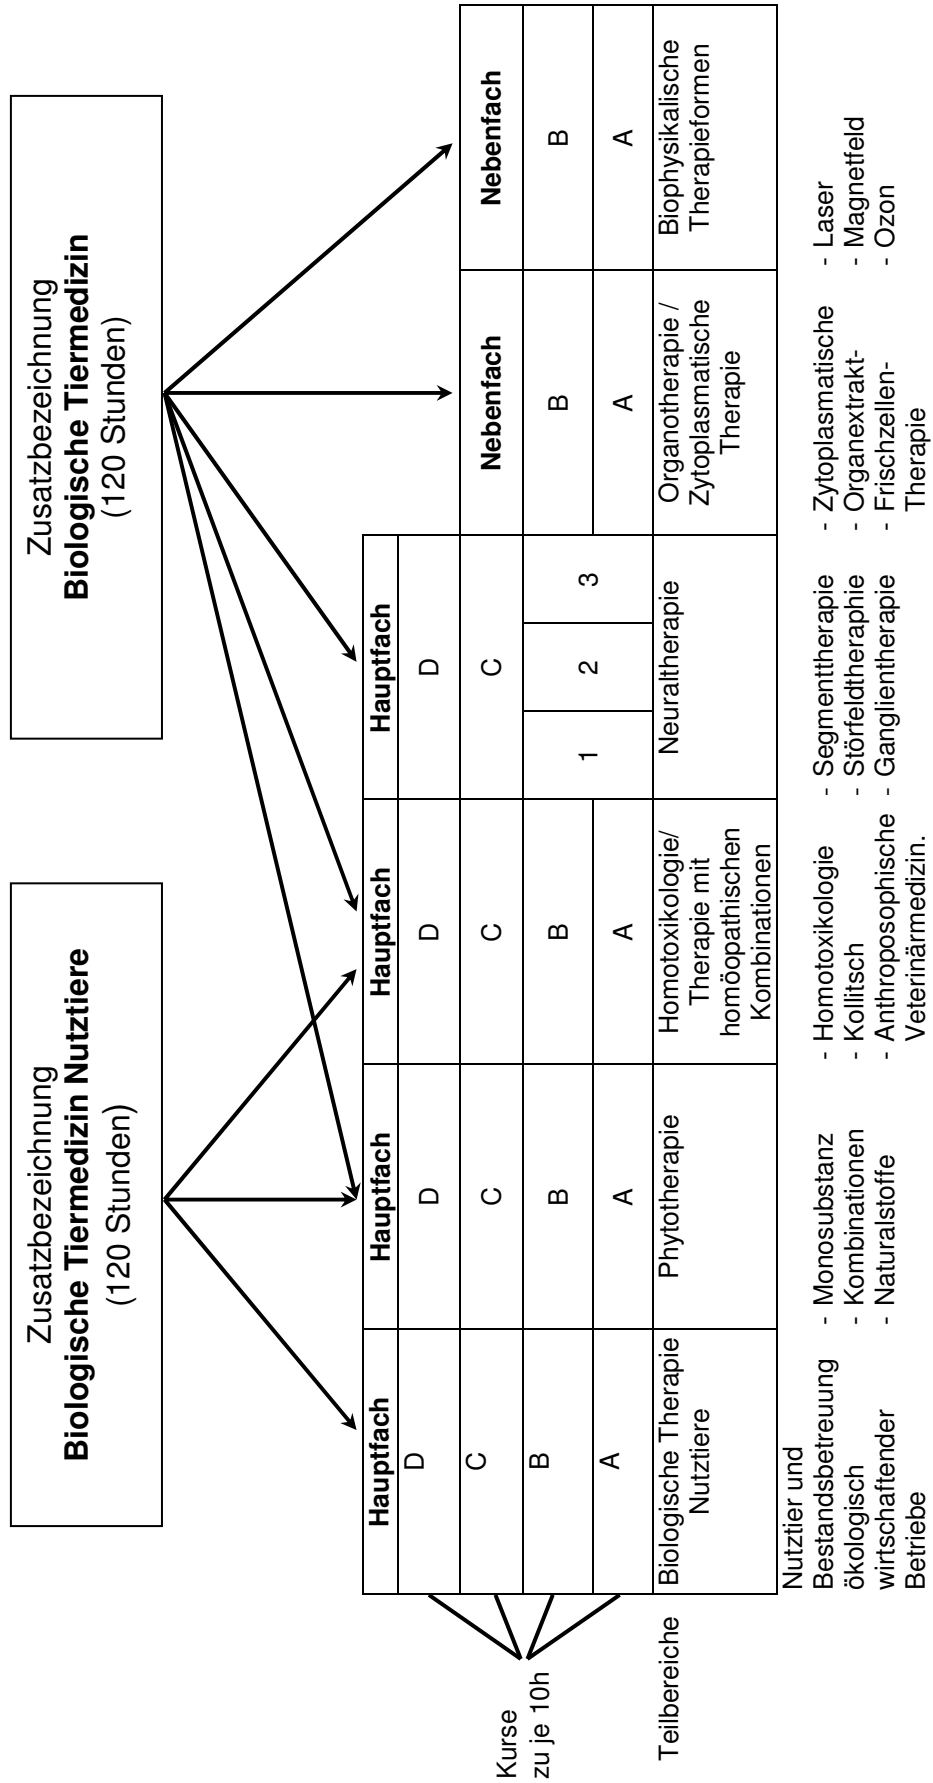 Zusatzbezeichnung
Biologische Tiermedizin Nutztiere
(120 Stunden)
Zusatzbezeichnung
Biologische Tiermedizin
(120 Stunden)
Kurse
zu je 10h
Teilbereiche
Hauptfach
D
C
B
A
Biologische Therapie
Nutztiere
Nutztier und
Bestandsbetreuung
ökologisch
wirtschaftender
Betriebe
Hauptfach
D
C
B
A
Phytotherapie
- Monosubstanz
- Kombinationen
- Naturalstoffe
Hauptfach
D
C
B
A
Homotoxikologie/
Therapie mit
homöopathischen
Kombinationen
- Homotoxikologie
- Kollitsch
- Anthroposophische
Veterinärmedizin.
Hauptfach
D
C
1 2 3
Neuraltherapie
- Segmenttherapie
- Störfeldtheraphie
- Ganglientherapie
Nebenfach
B
A
Organotherapie /
Zytoplasmatische
Therapie
- Zytoplasmatische
- Organextrakt-
- Frischzellen-
Therapie
Nebenfach
B
A
Biophysikalische
Therapieformen
- Laser
- Magnetfeld
- Ozon